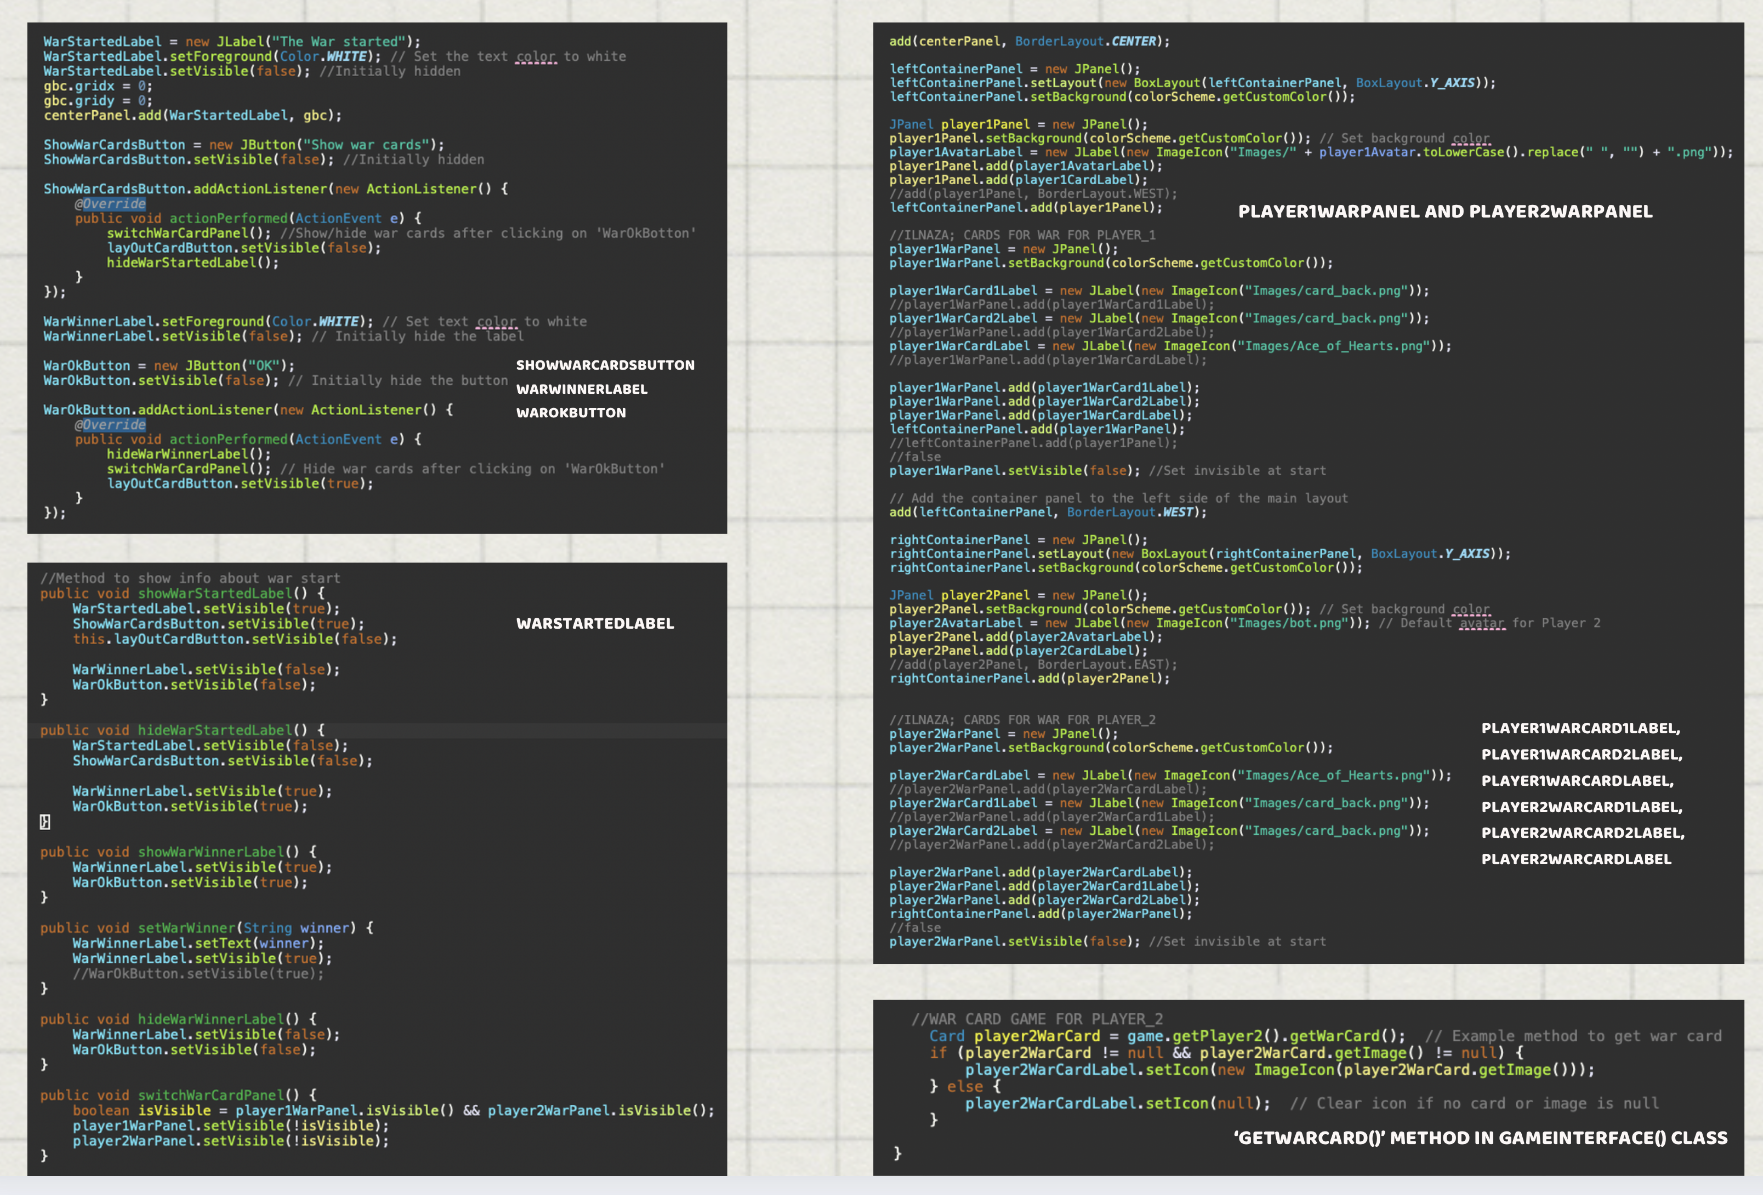 WarStartedLabel = new JLabel("The War started");
WarStartedLabel.setForeground(Color.WHITE); // Set the text color to white
WarStartedLabel.setVisible(false); //Initially hidden
gbc.gridx = 0;
gbc.gridy = 0;
centerPanel.add(WarStartedLabel, gbc);
ShowWarCardsButton = new JButton("Show war cards");
ShowWarCardsButton.setVisible(false); //Initially hidden
ShowWarCardsButton.addActionListener(new ActionListener() {
@Override
public void actionPerformed(ActionEvent e) {
switchWarCardPanel(); //Show/hide war cards after clicking on 'WarOkBotton'
layOutCardButton.setVisible(false);
hideWarStartedLabel();
}
});
WarWinnerLabel.setForeground(Color.WHITE); // Set text color to white
WarWinnerLabel.setVisible(false); // Initially hide the label
WarOkButton = new JButton("OK");
WarOkButton.setVisible(false); // Initially hide the button
WarOkButton.addActionListener(new ActionListener() {
@Override
public void actionPerformed(ActionEvent e) {
hideWarWinnerLabel();
switchWarCardPanel(); // Hide war cards after clicking on 'WarOkButton'
layOutCardButton.setVisible(true);
}
});
SHOWWARCARDSBUTTON
WARWINNERLABEL
WAROKBUTTON
//Method to show info about war start
public void showWarStartedLabel() {
WarStartedLabel.setVisible(true);
ShowWarCardsButton.setVisible(true);
this.layOutCardButton.setVisible(false);
WarWinnerLabel.setVisible(false);
WarOkButton.setVisible(false);
}
public void hideWarStartedLabel() {
WarStartedLabel.setVisible(false);
ShowWarCardsButton.setVisible(false);
WarWinnerLabel.setVisible(true);
WarOkButton.setVisible(true);
}
public void showWarWinnerLabel() {
WarWinnerLabel.setVisible(true);
WarOkButton.setVisible(true);
}
public void setWarWinner(String winner) {
WarWinnerLabel.setText(winner);
WarWinnerLabel.setVisible(true);
//WarOkButton.setVisible(true);
}
public void hideWarWinnerLabel() {
WarWinnerLabel.setVisible(false);
WarOkButton.setVisible(false);
}
public void switchWarCardPanel() {
boolean isVisible = player1WarPanel.isVisible() && player2WarPanel.isVisible();
player1WarPanel.setVisible(!isVisible);
player2WarPanel.setVisible(!isVisible);
}
WARSTARTEDLABEL
add(centerPanel, BorderLayout.CENTER);
leftContainerPanel = new JPanel();
leftContainerPanel.setLayout(new BoxLayout(leftContainerPanel, BoxLayout.Y_AXIS));
leftContainerPanel.setBackground(colorScheme.getCustomColor());
JPanel player1Panel = new JPanel();
player1Panel.setBackground(colorScheme.getCustomColor()); // Set background color
player1AvatarLabel = new JLabel(new ImageIcon("Images/" + player1Avatar.toLowerCase().replace(" ", "") + ".png"));
player1Panel.add(player1AvatarLabel);
player1Panel.add(player1CardLabel);
//add(player1Panel, BorderLayout.WEST);
leftContainerPanel.add(player1Panel);
PLAYER1WARPANEL AND PLAYER2WARPANEL
//ILNAZA; CARDS FOR WAR FOR PLAYER_1
player1WarPanel = new JPanel();
player1WarPanel.setBackground(colorScheme.getCustomColor());
player1WarCard1Label = new JLabel(new ImageIcon("Images/card_back.png"));
//player1WarPanel.add(player1WarCard1Label);
player1WarCard2Label = new JLabel(new ImageIcon("Images/card_back.png"));
//player1WarPanel.add(player1WarCard2Label);
player1WarCardLabel = new JLabel(new ImageIcon("Images/Ace_of_Hearts.png"));
//player1WarPanel.add(player1WarCardLabel);
player1WarPanel.add(player1WarCard1Label);
player1WarPanel.add(player1WarCard2Label);
player1WarPanel.add(player1WarCardLabel);
leftContainerPanel.add(player1WarPanel);
//leftContainerPanel.add(player1Panel);
//false
player1WarPanel.setVisible(false); //Set invisible at start
// Add the container panel to the left side of the main layout
add(leftContainerPanel, BorderLayout.WEST);
rightContainerPanel = new JPanel();
rightContainerPanel.setLayout(new BoxLayout(rightContainerPanel, BoxLayout.Y_AXIS));
rightContainerPanel.setBackground(colorScheme.getCustomColor());
JPanel player2Panel = new JPanel();
player2Panel.setBackground(colorScheme.getCustomColor()); // Set background color
player2AvatarLabel = new JLabel(new ImageIcon("Images/bot.png")); // Default avatar for Player 2
player2Panel.add(player2AvatarLabel);
player2Panel.add(player2CardLabel);
//add(player2Panel, BorderLayout.EAST);
rightContainerPanel.add(player2Panel);
//ILNAZA; CARDS FOR WAR FOR PLAYER_2
player2WarPanel = new JPanel();
player2WarPanel.setBackground(colorScheme.getCustomColor());
player2WarCardLabel = new JLabel(new ImageIcon("Images/Ace_of_Hearts.png"));
//player2WarPanel.add(player2WarCardLabel);
player2WarCard1Label = new JLabel(new ImageIcon("Images/card_back.png"));
//player2WarPanel.add(player2WarCard1Label);
player2WarCard2Label = new JLabel(new ImageIcon("Images/card_back.png"));
//player2WarPanel.add(player2WarCard2Label);
player2WarPanel.add(player2WarCardLabel);
player2WarPanel.add(player2WarCard1Label);
player2WarPanel.add(player2WarCard2Label);
rightContainerPanel.add(player2WarPanel);
//false
player2WarPanel.setVisible(false); //Set invisible at start
PLAYER1WARCARD1LABEL,
PLAYER1WARCARD2LABEL,
PLAYER1WARCARDLABEL,
PLAYER2WARCARD1LABEL,
PLAYER2WARCARD2LABEL,
PLAYER2WARCARDLABEL
//WAR CARD GAME FOR PLAYER_2
Card player2WarCard = game.getPlayer2().getWarCard(); // Example method to get war card
if (player2WarCard != null && player2WarCard.getImage() != null) {
player2WarCardLabel.setIcon(new ImageIcon(player2WarCard.getImage()));
} else {
player2WarCardLabel.setIcon(null); // Clear icon if no card or image is null
}
}
‘GETWARCARD()’ METHOD IN GAMEINTERFACE() CLASS